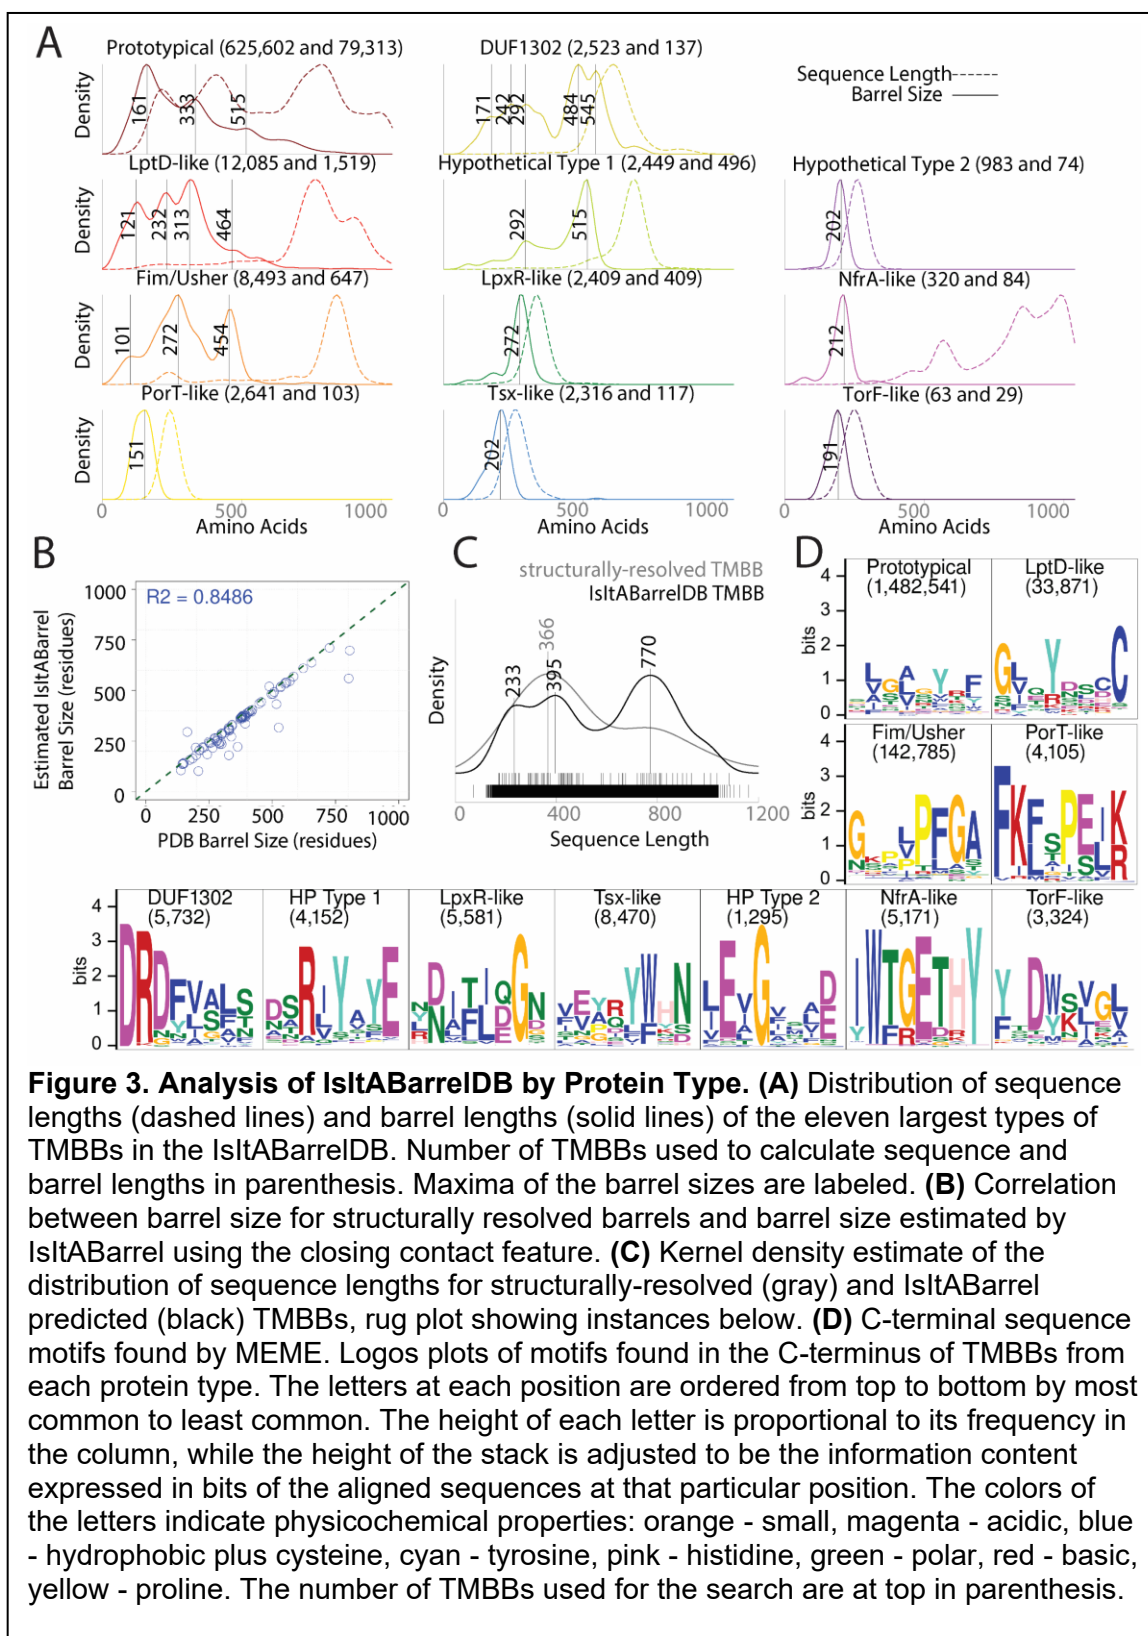 A
Prototypical (625,602 and 79,313)
DUF1302 (2,523 and 137)
Sequence Length
Barrel Size
Density
161
333
515
171
242
292
484
545
LptD-like (12,085 and 1,519)
Hypothetical Type 1 (2,449 and 496)
Hypothetical Type 2 (983 and 74)
Density
121
232
313
464
292
515
202
Fim/Usher (8,493 and 647)
LpxR-like (2,409 and 409)
NfrA-like (320 and 84)
Density
101
272
454
272
212
PorT-like (2,641 and 103)
Tsx-like (2,316 and 117)
TorF-like (63 and 29)
Density
151
202
191
0 500 1000
0 500 1000
0 500 1000
Amino Acids
Amino Acids
Amino Acids
B
Estimated IsItABarrel
Barrel Size (residues)
R2 = 0.8486
1000
750
500
250
0
0 250 500 750 1000
PDB Barrel Size (residues)
C
structurally-resolved TMBB
IsItABarrelDB TMBB
Density
233
366
395
770
0 400 800 1200
Sequence Length
D
Prototypical
(1,482,541)
LptD-like
(33,871)
bits
4
3
2
1
0
Fim/Usher
(142,785)
PorT-like
(4,105)
bits
4
3
2
1
0
DUF1302
(5,732)
HP Type 1
(4,152)
LpxR-like
(5,581)
Tsx-like
(8,470)
HP Type 2
(1,295)
NfrA-like
(5,171)
TorF-like
(3,324)
bits
4
3
2
1
0
Figure 3. Analysis of IsItABarrelDB by Protein Type. (A) Distribution of sequence
lengths (dashed lines) and barrel lengths (solid lines) of the eleven largest types of
TMBBs in the IsItABarrelDB. Number of TMBBs used to calculate sequence and
barrel lengths in parenthesis. Maxima of the barrel sizes are labeled. (B) Correlation
between barrel size for structurally resolved barrels and barrel size estimated by
IsItABarrel using the closing contact feature. (C) Kernel density estimate of the
distribution of sequence lengths for structurally-resolved (gray) and IsItABarrel
predicted (black) TMBBs, rug plot showing instances below. (D) C-terminal sequence
motifs found by MEME. Logos plots of motifs found in the C-terminus of TMBBs from
each protein type. The letters at each position are ordered from top to bottom by most
common to least common. The height of each letter is proportional to its frequency in
the column, while the height of the stack is adjusted to be the information content
expressed in bits of the aligned sequences at that particular position. The colors of
the letters indicate physicochemical properties: orange - small, magenta - acidic, blue
- hydrophobic plus cysteine, cyan - tyrosine, pink - histidine, green - polar, red - basic,
yellow - proline. The number of TMBBs used for the search are at top in parenthesis.